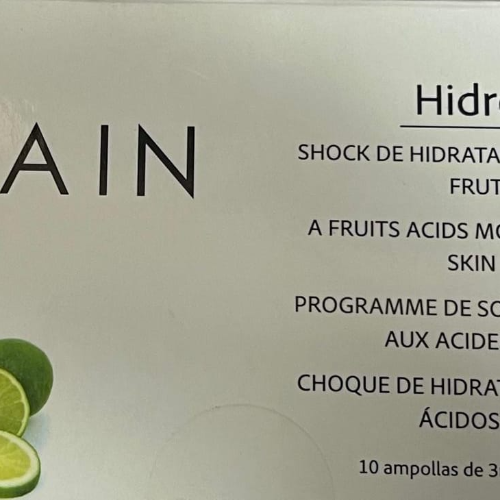 AIN
Hidr
SHOCK DE HIDRATA
FRUT
A FRUITS ACIDS MO
SKIN
PROGRAMME DE SO
AUX ACIDE
CHOQUE DE HIDRAT
ÁCIDOS
10 ampollas de 3